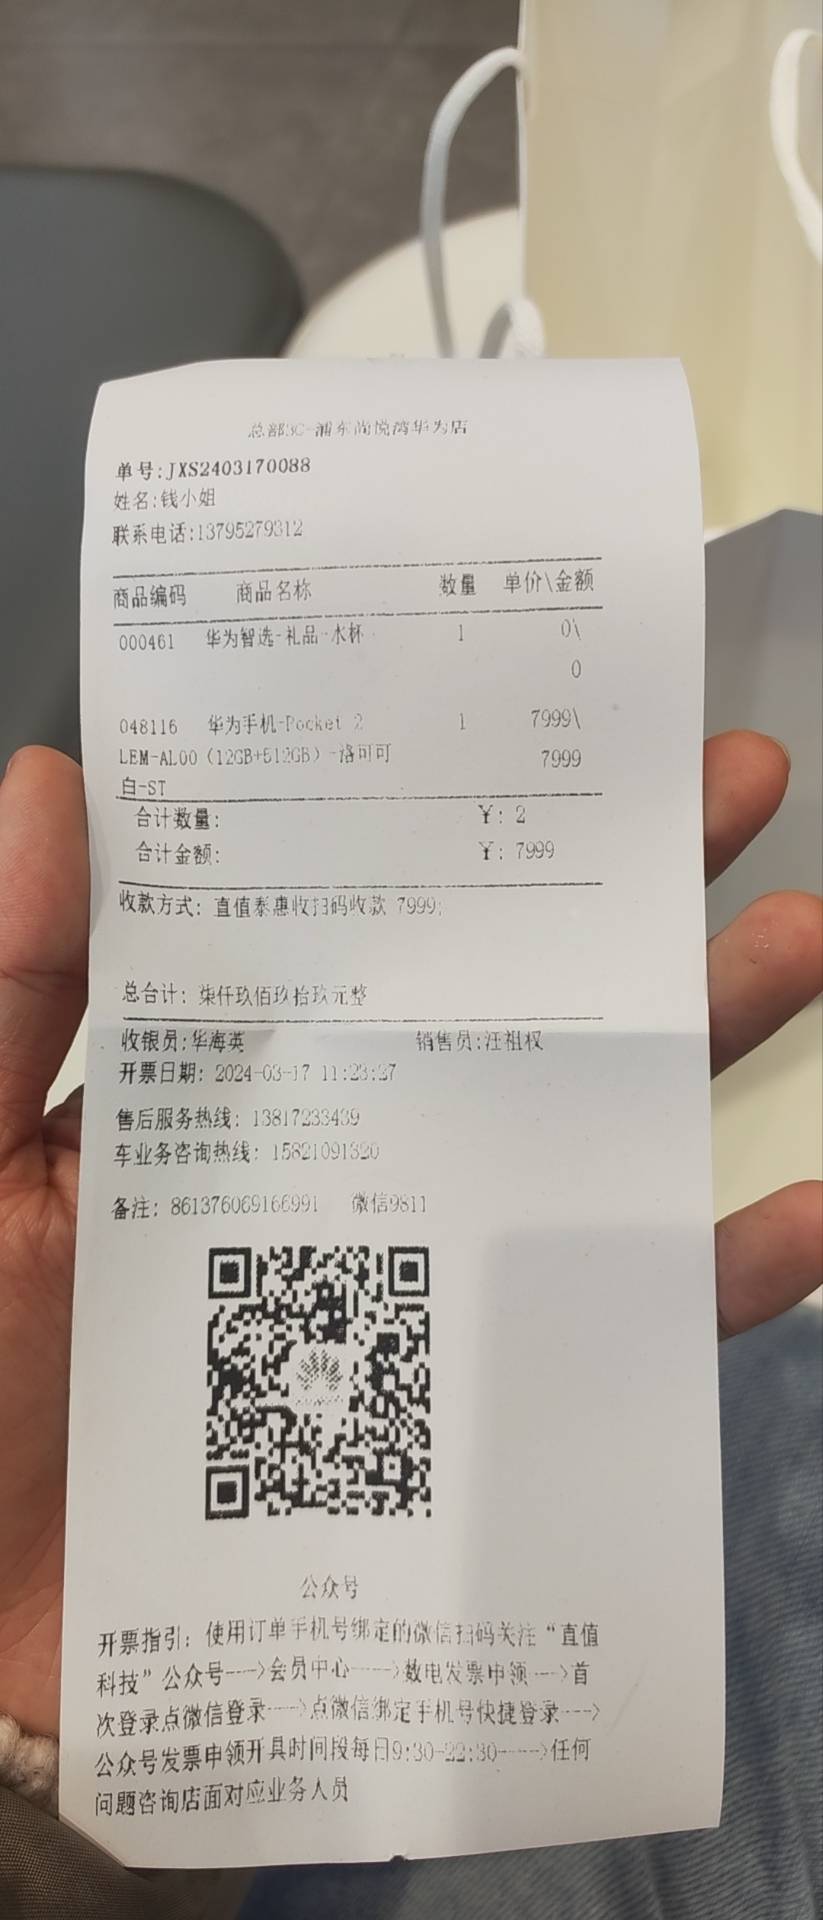 总部3C-浦东尚悦湾华为店
单号:JXS2403170088
姓名:钱小姐
联系电话:13795279312
商品编码 商品名称 数量 单价\金额
000461 华为智选-礼品-水杯 1 0\
0
048116 华为手机-Pocket 2 1 7999\
LEM-AL00（12GB+512GB）-洛可可 7999
白-ST
合计数量: ¥: 2
合计金额: ¥: 7999
收款方式: 直值泰惠收扫码收款 7999;
总合计: 柒仟玖佰玖拾玖元整
收银员:华海英 销售员:汪祖权
开票日期: 2024-03-17 11:23:27
售后服务热线: 13817233439
车业务咨询热线: 15821091320
备注: 861376069166991 微信9811
公众号
开票指引: 使用订单手机号绑定的微信扫码关注“直值
科技”公众号--->会员中心---->数电发票申领--->首
次登录点微信登录--->点微信绑定手机号快捷登录--->
公众号发票申领开具时间段每日9:30-22:30---->任何
问题咨询店面对应业务人员